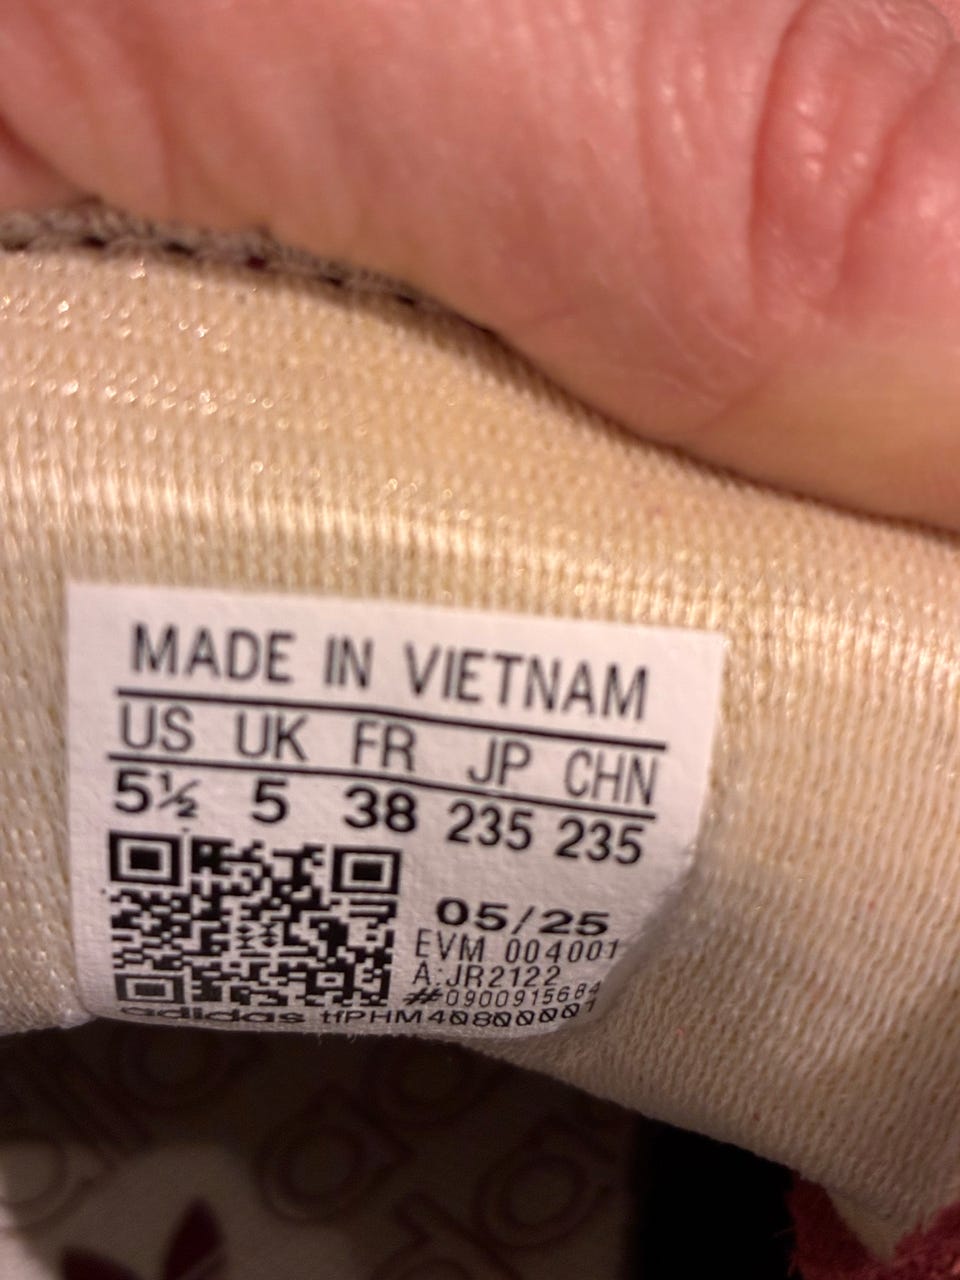 MADE IN VIETNAM
US UK FR JP CHN
5½ 5 38 235 235
05/25
EVM 004001
A:JR2122
#0900915684
adidas tfPHM40800001